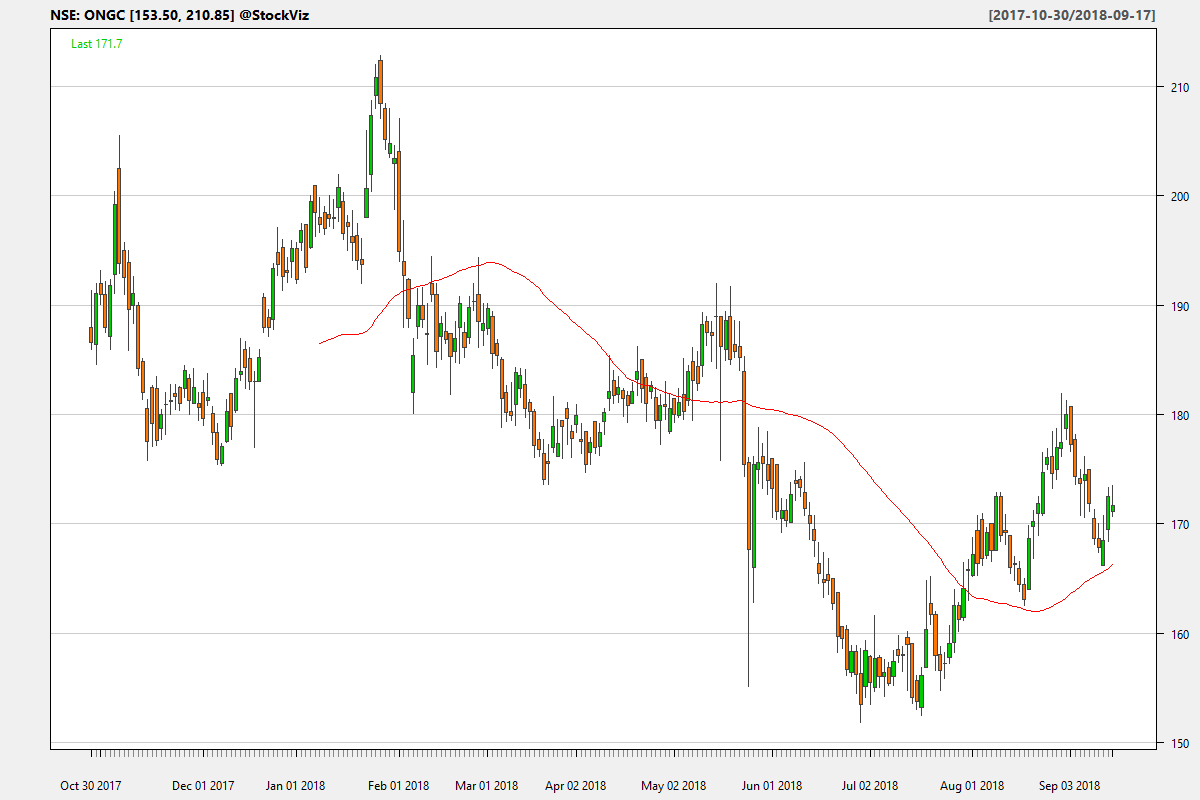 NSE: ONGC [153.50, 210.85] @StockViz
[2017-10-30/2018-09-17]
Last 171.7
210
200
190
180
170
160
150
Oct 30 2017
Dec 01 2017
Jan 01 2018
Feb 01 2018
Mar 01 2018
Apr 02 2018
May 02 2018
Jun 01 2018
Jul 02 2018
Aug 01 2018
Sep 03 2018